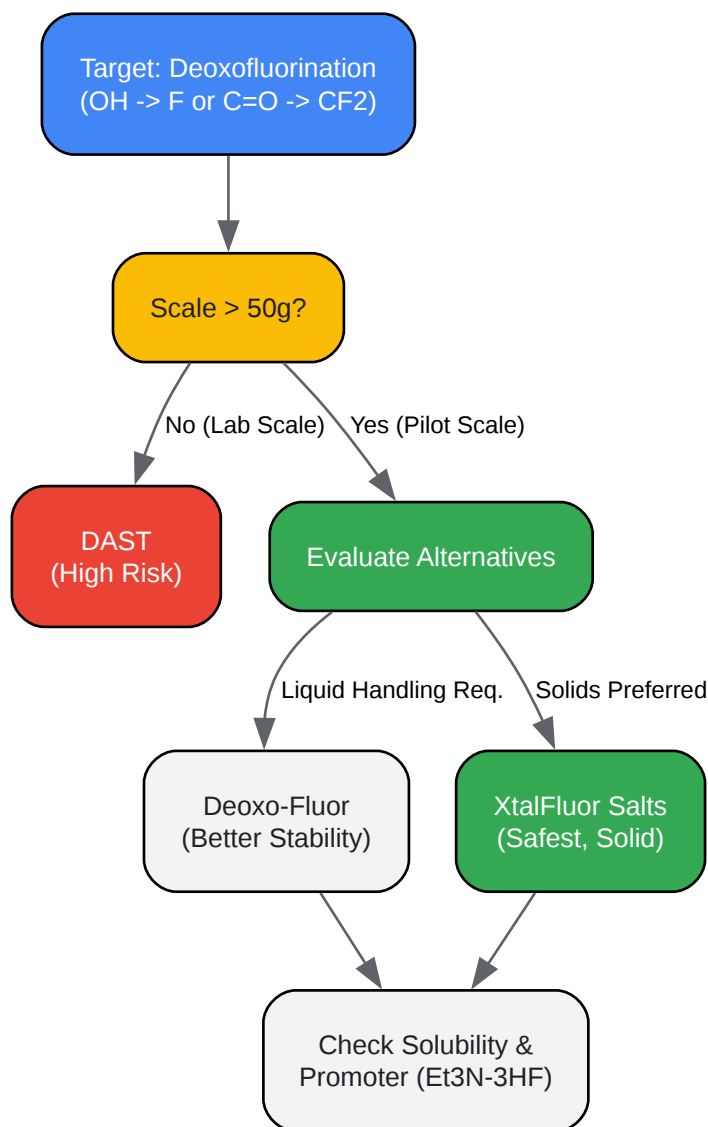 Target: Deoxofluorination
(OH -> F or C=O -> CF2)
Scale > 50g?
No (Lab Scale)
Yes (Pilot Scale)
DAST
(High Risk)
Evaluate Alternatives
Liquid Handling Req.
Solids Preferred
Deoxo-Fluor
(Better Stability)
XtalFluor Salts
(Safest, Solid)
Check Solubility &
Promoter (Et3N-3HF)